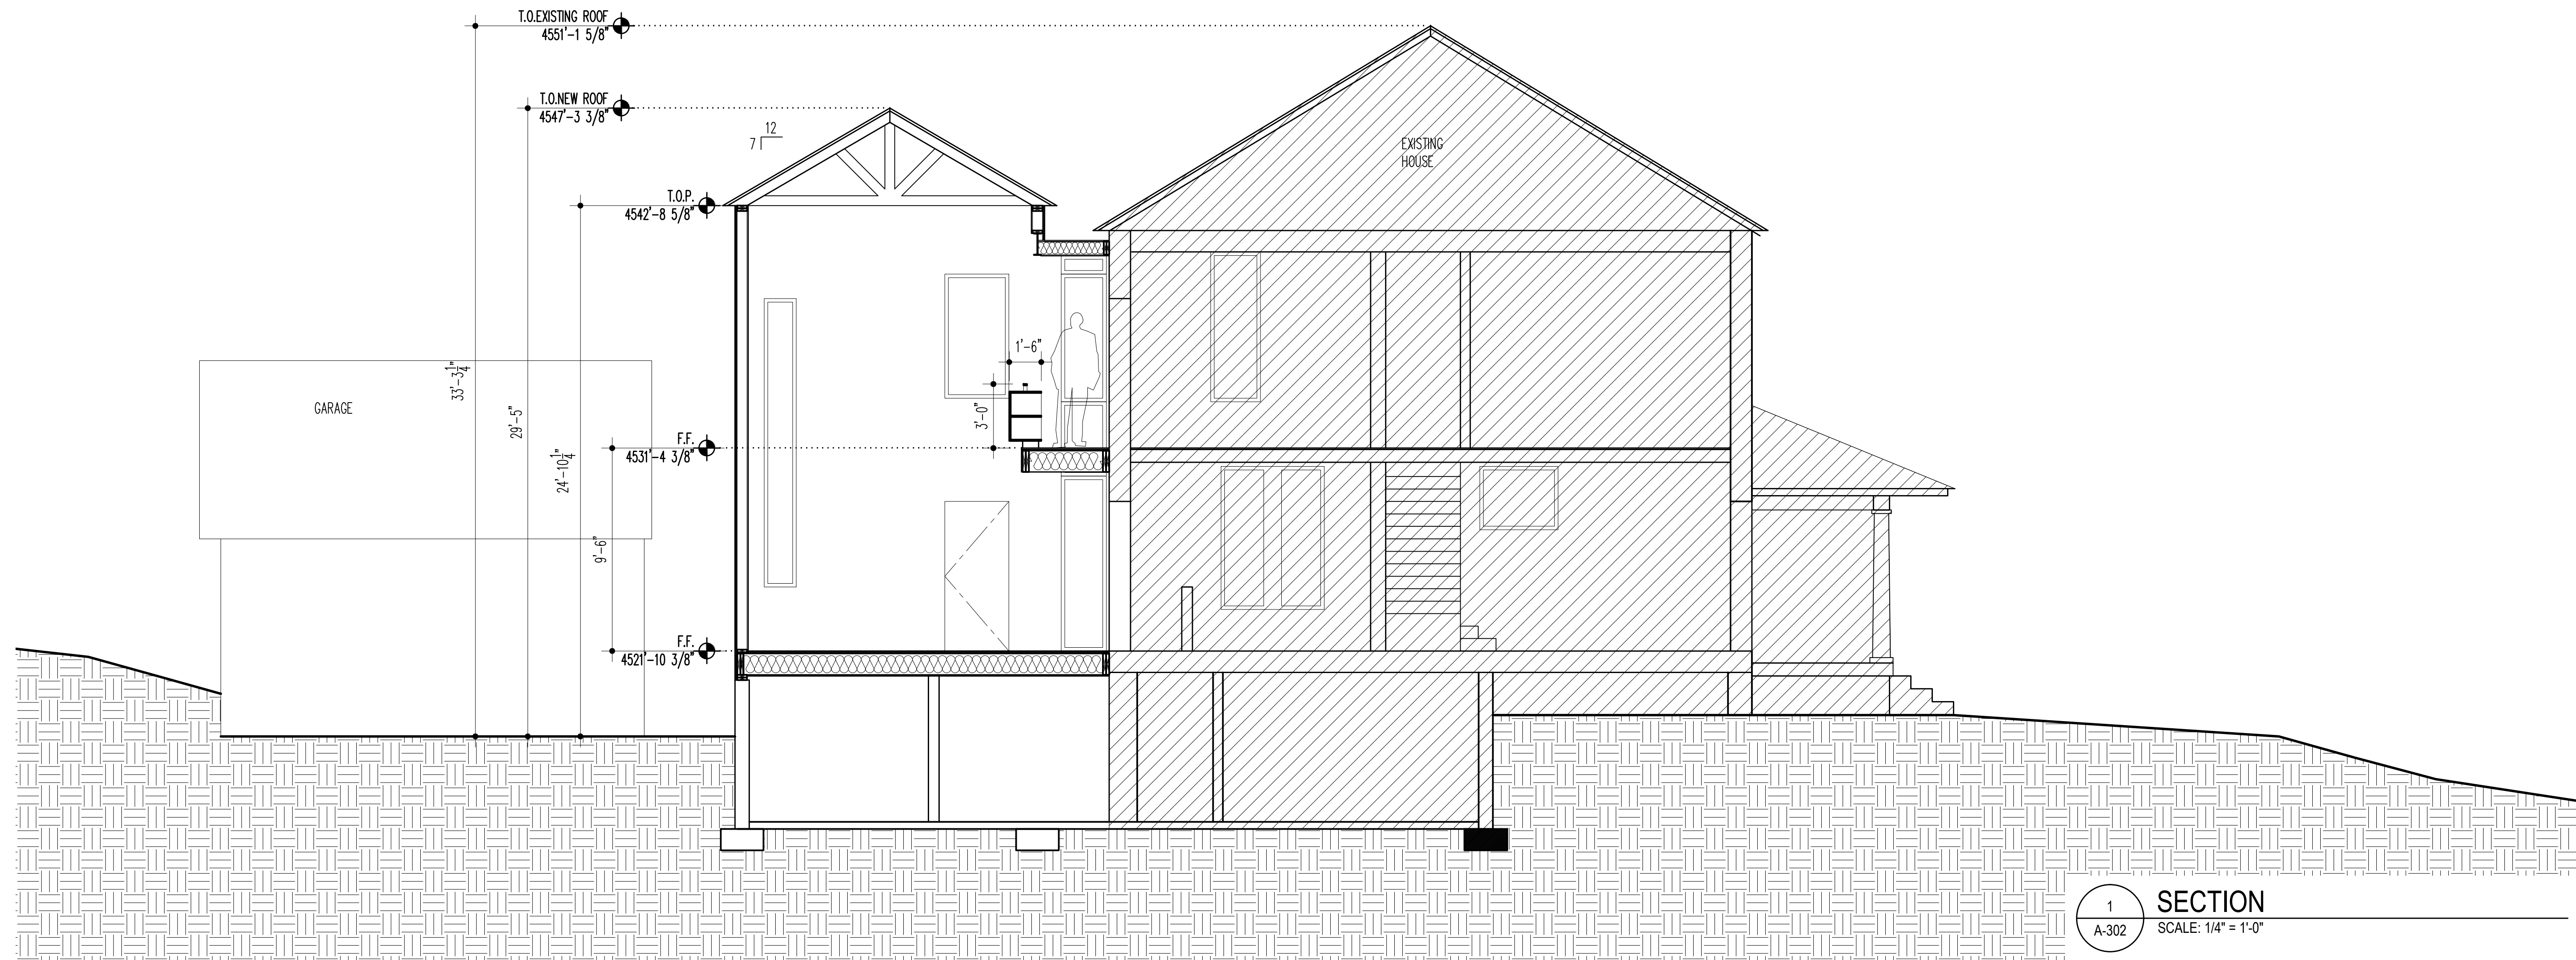 T.O.EXISTING ROOF
4551'-1 5/8"
T.O.NEW ROOF
4547'-3 3/8"
12
7
EXISTING
HOUSE
T.O.P.
4542'-8 5/8"
1'-6"
33'-3 1/4"
GARAGE
29'-5"
3'-0"
F.F.
4531'-4 3/8"
24'-10 1/4"
9'-6"
F.F.
4521'-10 3/8"
1
A-302
SECTION
SCALE: 1/4" = 1'-0"